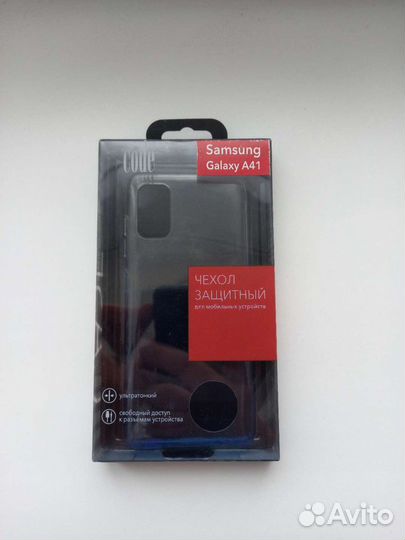 code
Samsung
Galaxy A41
ЧЕХОЛ
ЗАЩИТНЫЙ
для мобильных устройств
ультратонкий
свободный доступ
к разъемам устройства
Avito